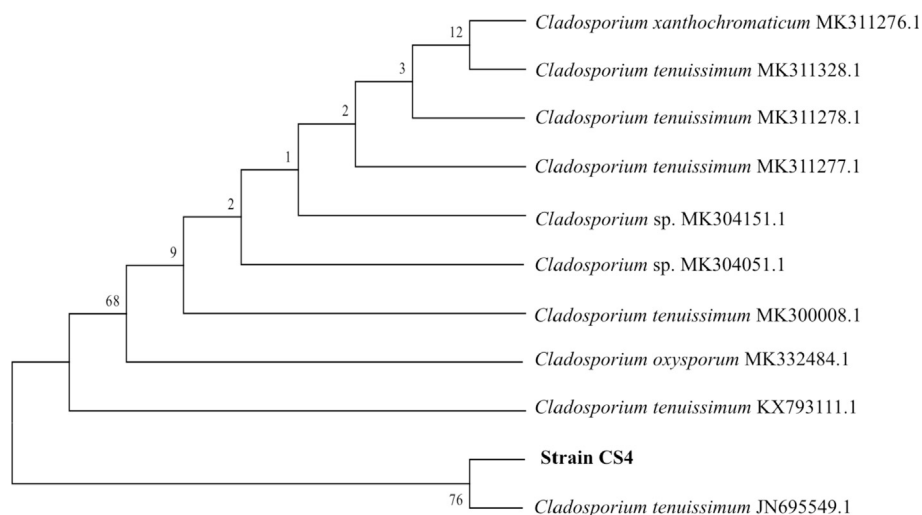 Cladosporium xanthochromaticum MK311276.1
12
Cladosporium tenuissimum MK311328.1
3
Cladosporium tenuissimum MK311278.1
2
Cladosporium tenuissimum MK311277.1
1
Cladosporium sp. MK304151.1
2
Cladosporium sp. MK304051.1
9
Cladosporium tenuissimum MK300008.1
68
Cladosporium oxysporum MK332484.1
Cladosporium tenuissimum KX793111.1
Strain CS4
76
Cladosporium tenuissimum JN695549.1